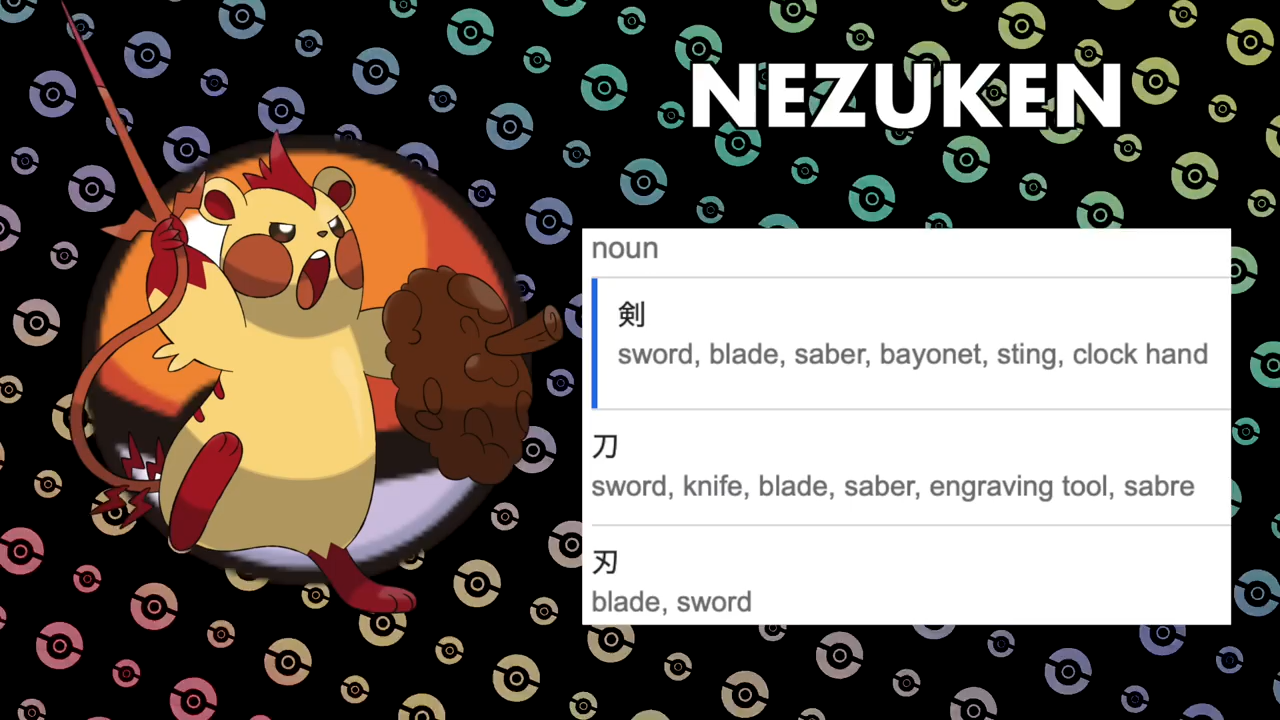 NEZUKEN
noun
剣
sword, blade, saber, bayonet, sting, clock hand
刀
sword, knife, blade, saber, engraving tool, sabre
刃
blade, sword